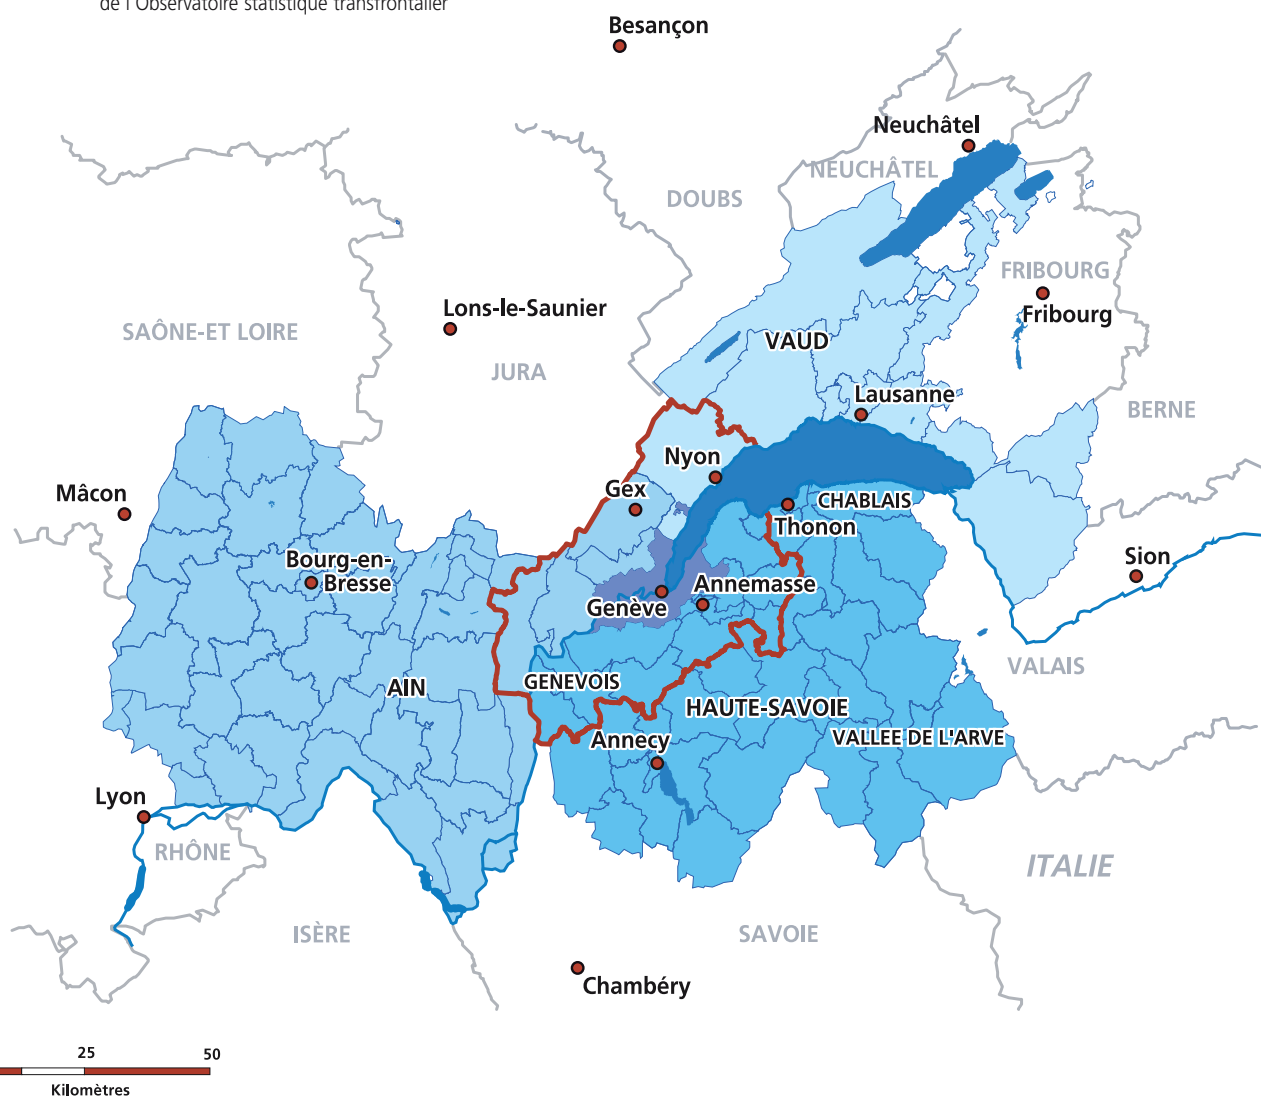 de l'Observatoire statistique transfrontalier
Besançon
Neuchâtel
NEUCHÂTEL
DOUBS
FRIBOURG
Fribourg
Lons-le-Saunier
SAÔNE-ET LOIRE
VAUD
JURA
Lausanne
BERNE
Nyon
Gex
Mâcon
CHABLAIS
Thonon
Bourg-en-
Bresse
Sion
Annemasse
Genève
VALAIS
GENEVOIS
AIN
HAUTE-SAVOIE
VALLEE DE L'ARVE
Annecy
Lyon
RHÔNE
ITALIE
ISÈRE
SAVOIE
Chambéry
25 50
Kilomètres